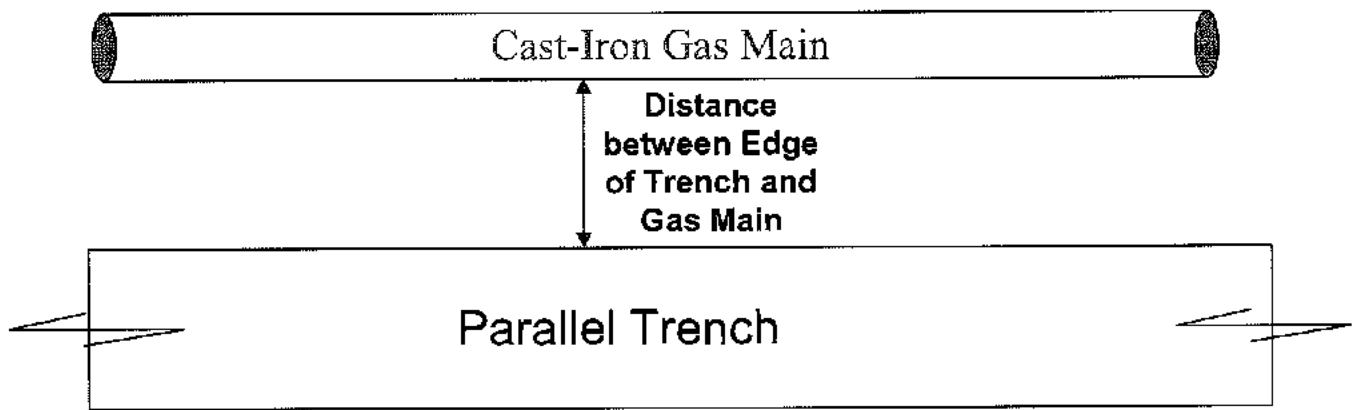 Cast-Iron Gas Main
Distance
between Edge
of Trench and
Gas Main
Parallel Trench